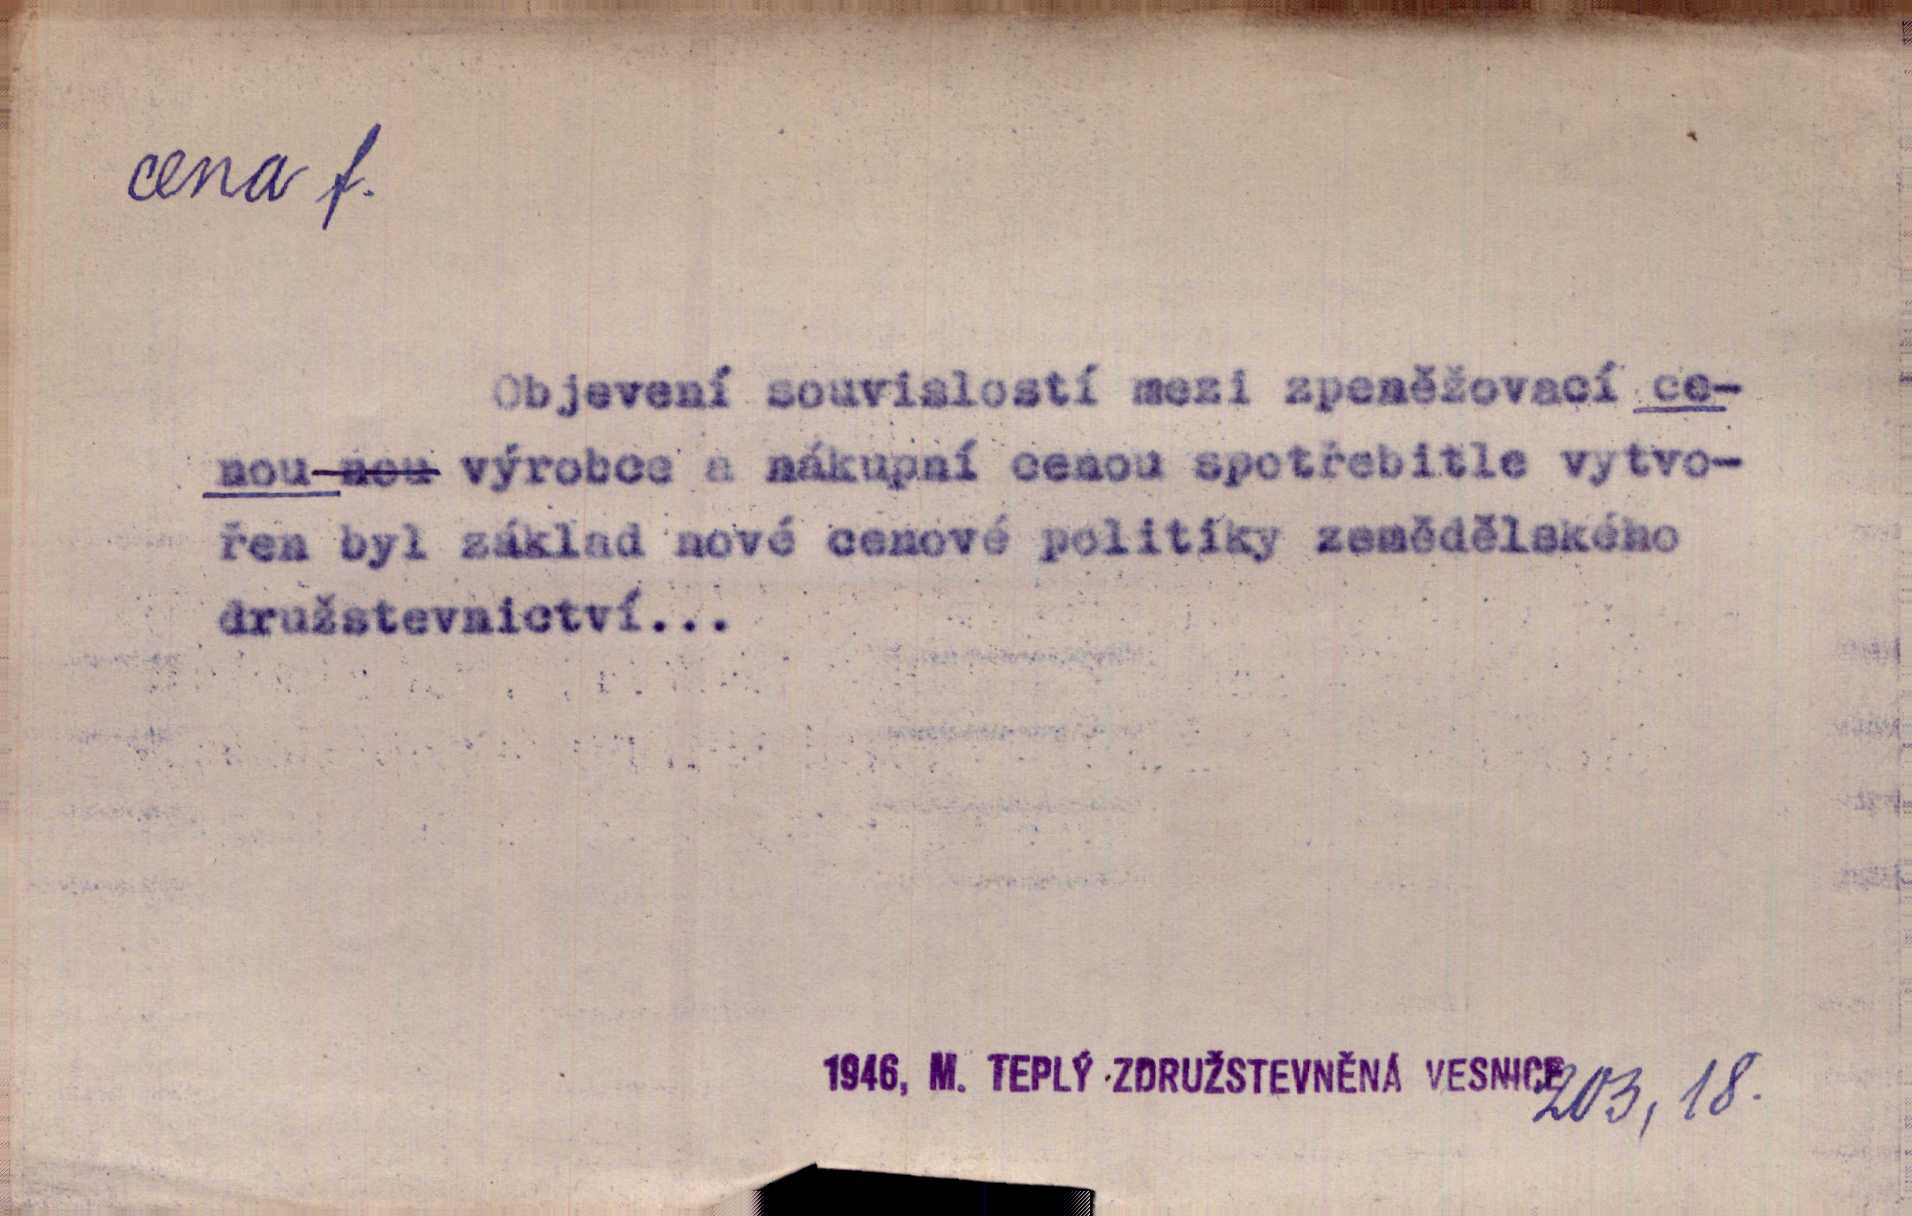 cena f.
Objevení souvislostí mezi zpeněžovací ce-
nou nou výrobce a nákupní cenou spotřebitle vytvo-
řen byl základ nové cenové politiky zemědělského
družstevnictví...
1946, M. TEPLÝ ZDRUŽSTEVNĚNÁ VESNICE 203, 18.